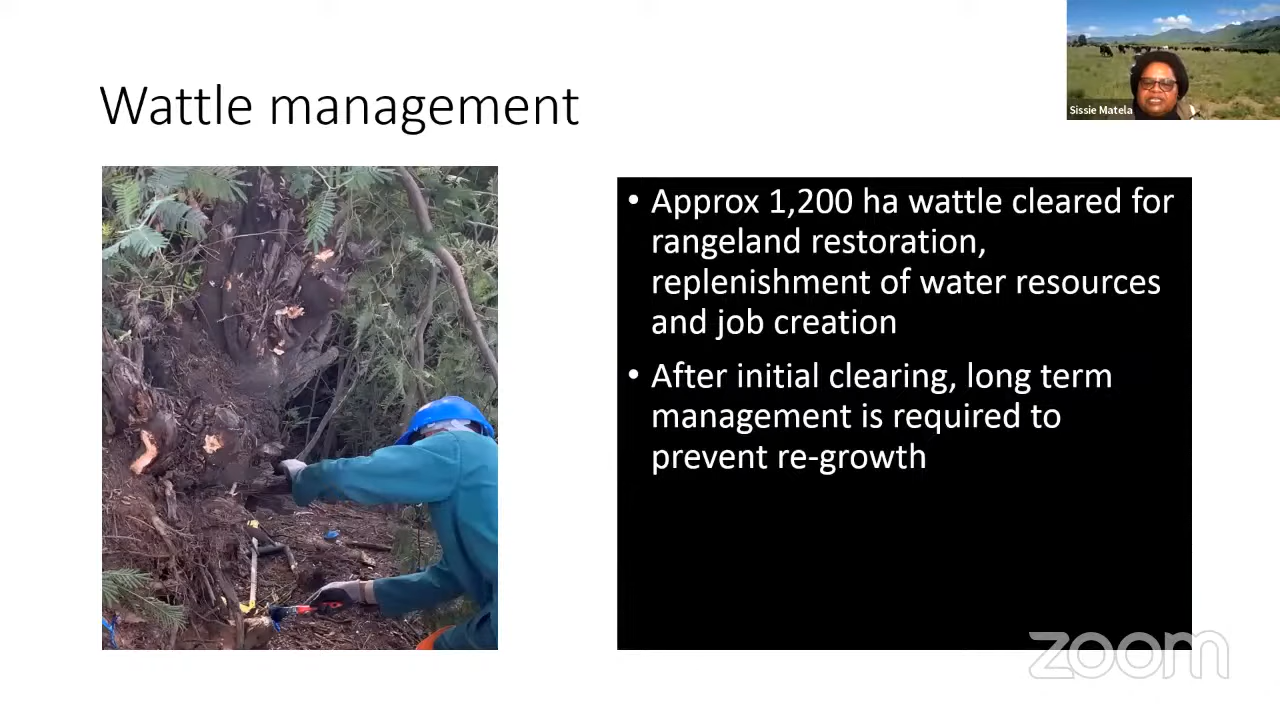 Sissie Matela
Wattle management
• Approx 1,200 ha wattle cleared for
rangeland restoration,
replenishment of water resources
and job creation
• After initial clearing, long term
management is required to
prevent re-growth
zoom